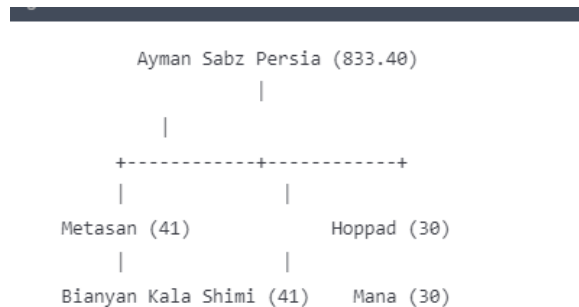 Ayman Sabz Persia (833.40)
|
|
+------------+------------+
| |
Metasan (41) Hoppad (30)
| |
Bianyan Kala Shimi (41) Mana (30)